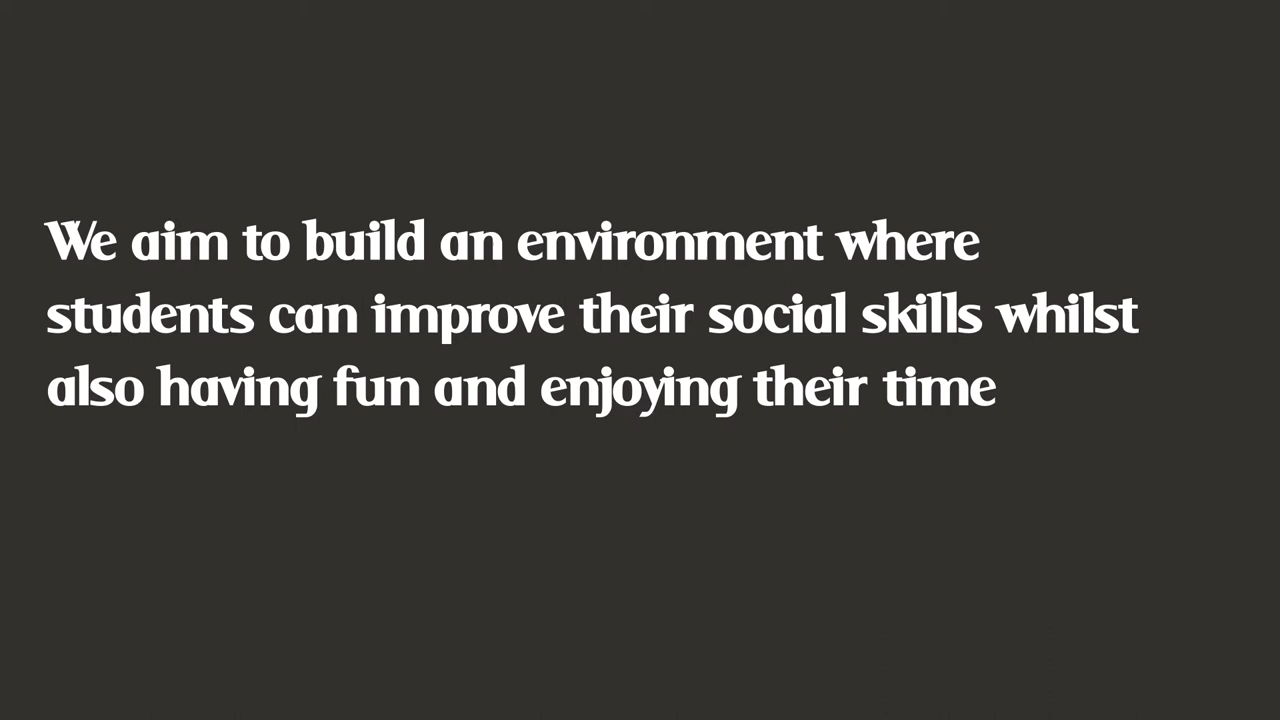 We aim to build an environment where
students can improve their social skills whilst
also having fun and enjoying their time